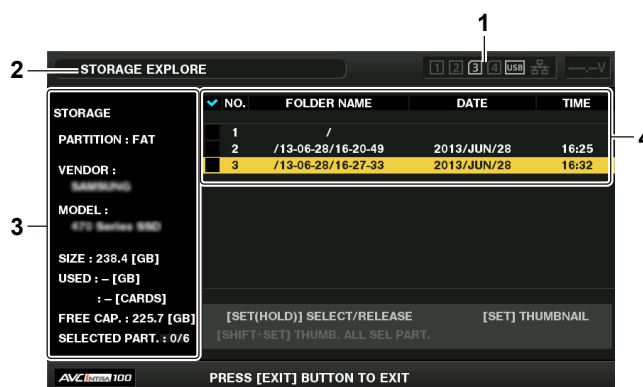 1
2 STORAGE EXPLORE 1 2 3 4 USB --.-V
STORAGE
PARTITION : FAT
VENDOR :
SAMSUNG
MODEL :
470 Series SSD
SIZE : 238.4 [GB]
USED : – [GB]
: – [CARDS]
FREE CAP. : 225.7 [GB]
SELECTED PART. : 0/6
3
NO. FOLDER NAME DATE TIME
1 /
2 /13-06-28/16-20-49 2013/JUN/28 16:25
3 /13-06-28/16-27-33 2013/JUN/28 16:32
4
[SET(HOLD)] SELECT/RELEASE [SET] THUMBNAIL
[SHIFT+SET] THUMB. ALL SEL PART.
AVC INTRA 100 PRESS [EXIT] BUTTON TO EXIT